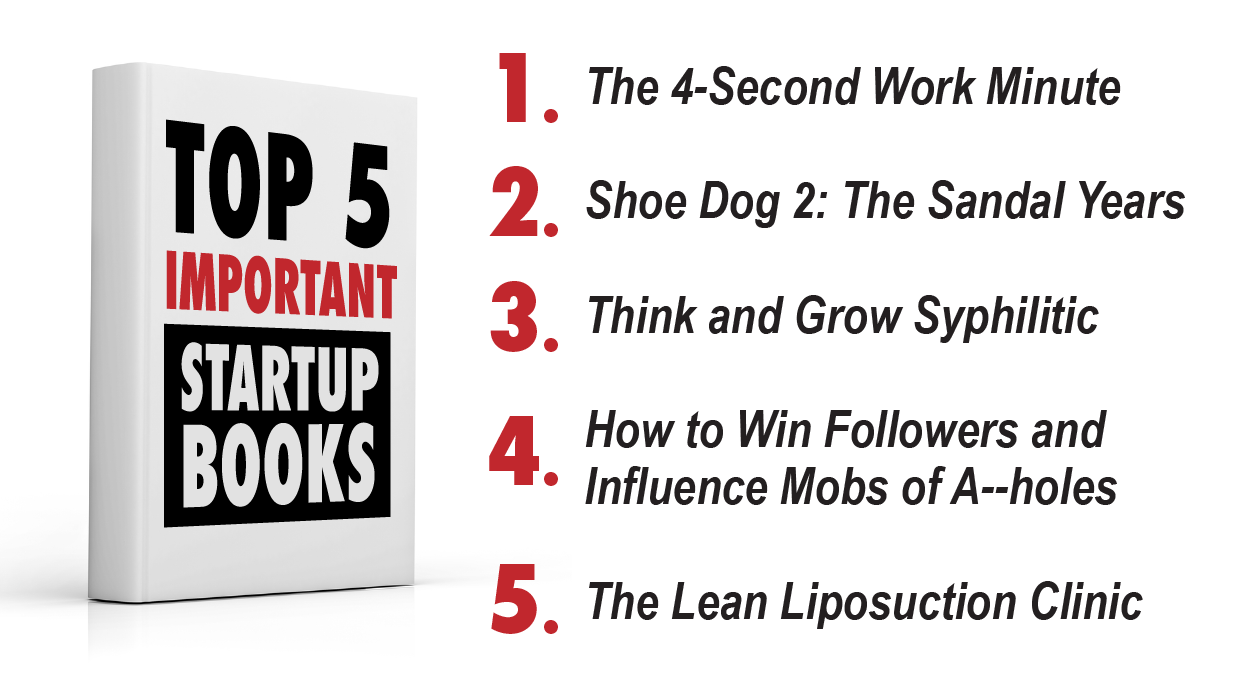 TOP 5
IMPORTANT
STARTUP
BOOKS
1. The 4-Second Work Minute
2. Shoe Dog 2: The Sandal Years
3. Think and Grow Syphilitic
4. How to Win Followers and
Influence Mobs of A--holes
5. The Lean Liposuction Clinic